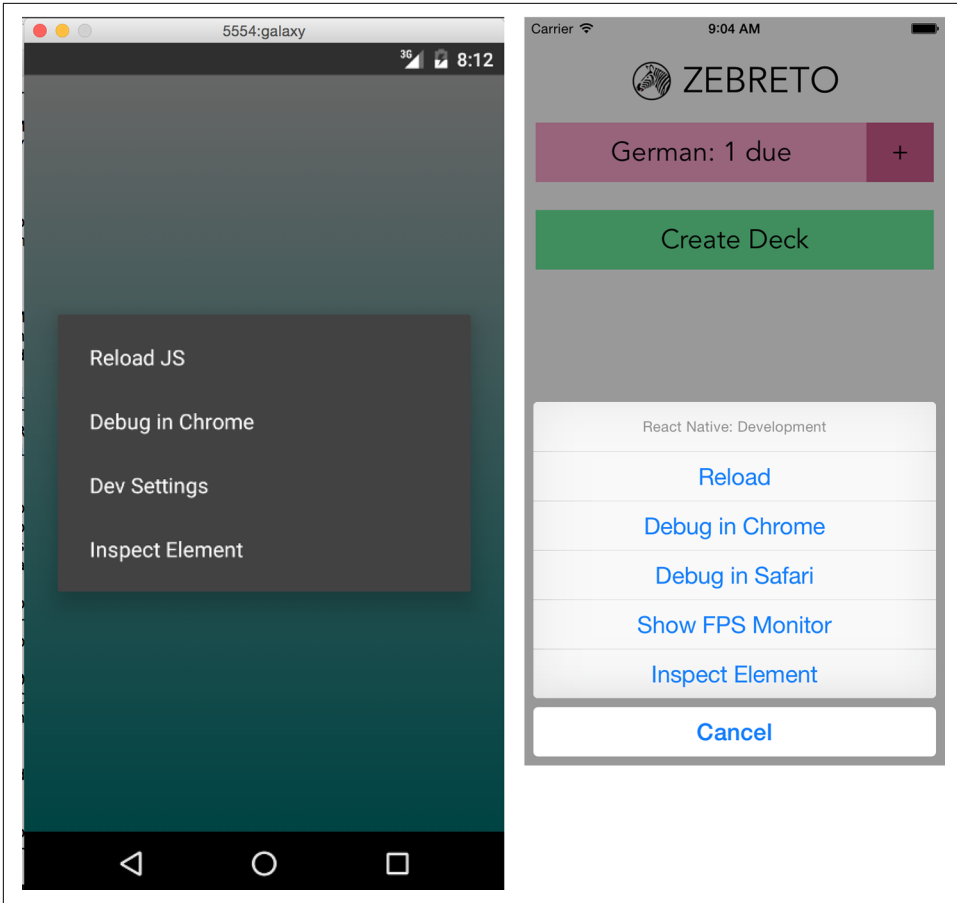 5554:galaxy
3G 8:12
Reload JS
Debug in Chrome
Dev Settings
Inspect Element
Carrier 9:04 AM
ZEBRETO
German: 1 due +
Create Deck
React Native: Development
Reload
Debug in Chrome
Debug in Safari
Show FPS Monitor
Inspect Element
Cancel